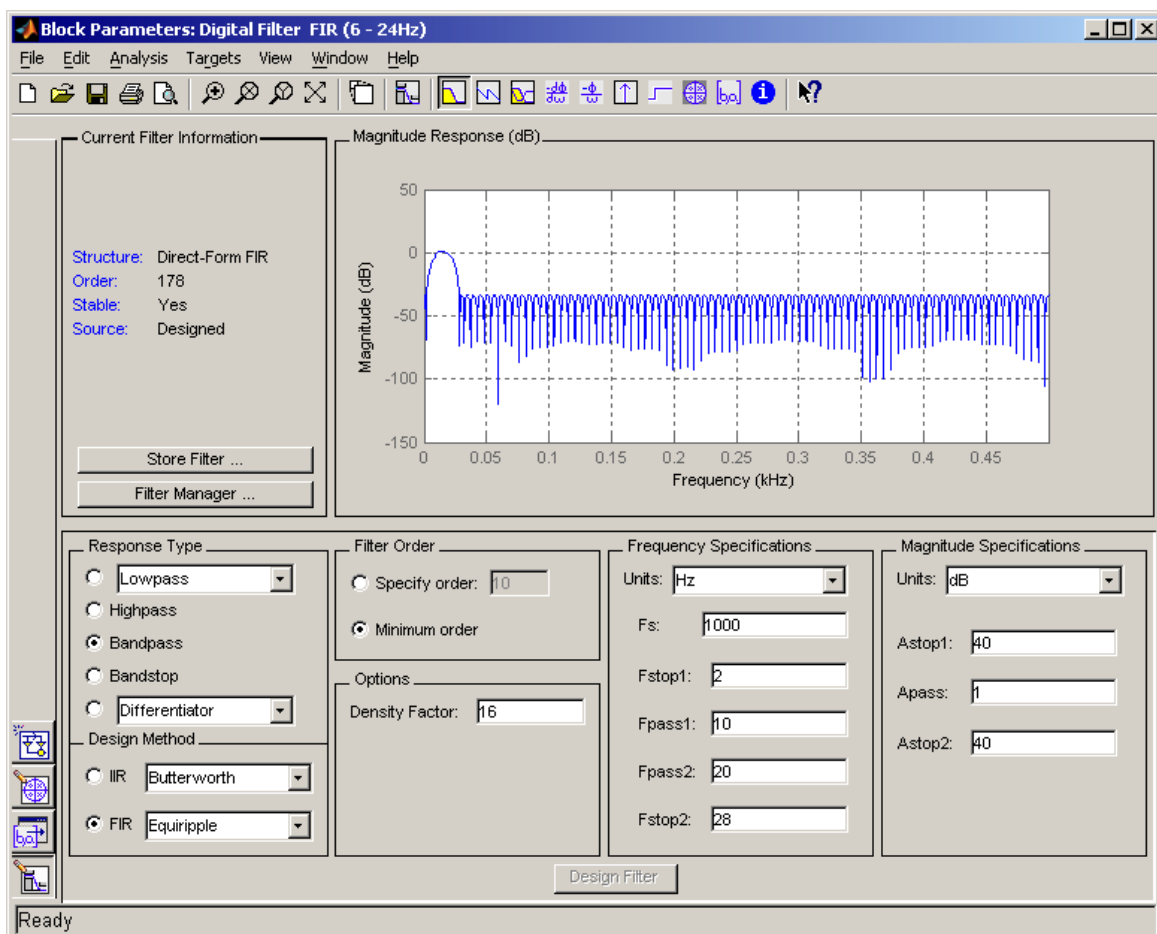 Block Parameters: Digital Filter FIR (6 - 24Hz)
File Edit Analysis Targets View Window Help
Current Filter Information
Structure: Direct-Form FIR
Order: 178
Stable: Yes
Source: Designed
Store Filter ...
Filter Manager ...
Magnitude Response (dB)
50
0
-50
-100
-150
Magnitude (dB)
0 0.05 0.1 0.15 0.2 0.25 0.3 0.35 0.4 0.45
Frequency (kHz)
Response Type
Lowpass
Highpass
Bandpass
Bandstop
Differentiator
Design Method
IIR Butterworth
FIR Equiripple
Filter Order
Specify order: 10
Minimum order
Options
Density Factor: 16
Frequency Specifications
Units: Hz
Fs: 1000
Fstop1: 2
Fpass1: 10
Fpass2: 20
Fstop2: 28
Magnitude Specifications
Units: dB
Astop1: 40
Apass: 1
Astop2: 40
Design Filter
Ready